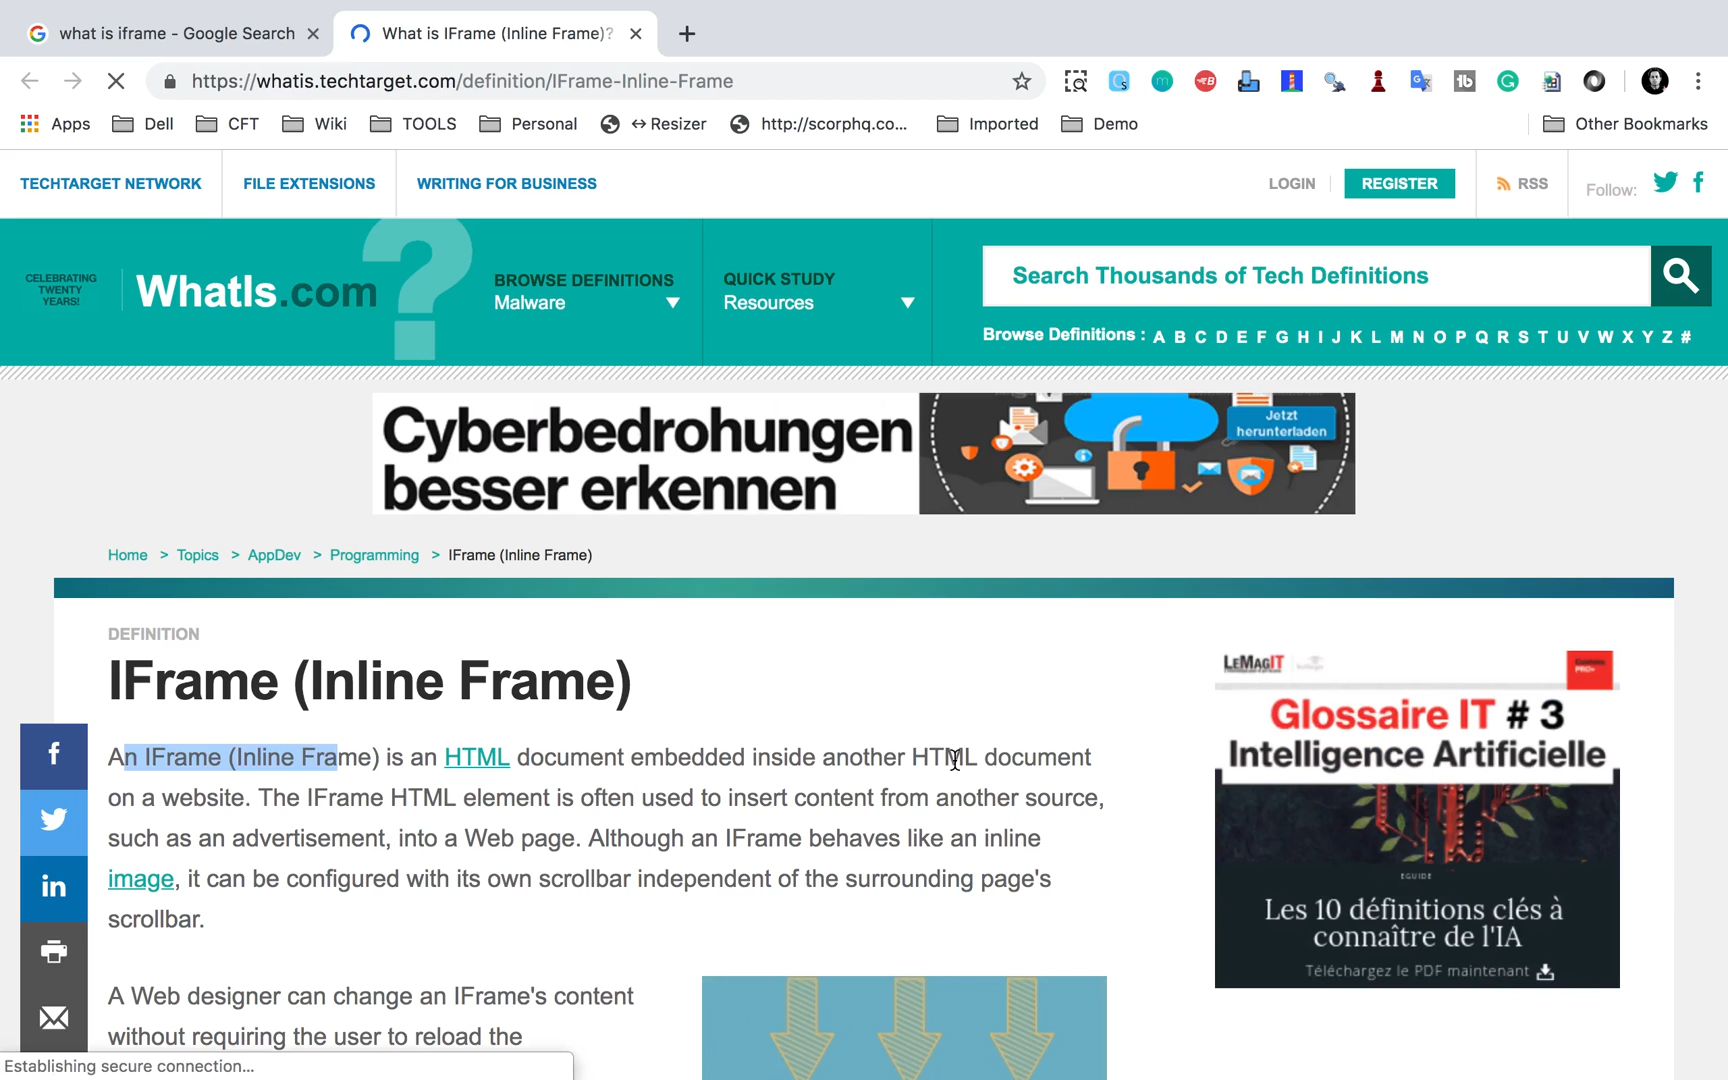 what is iframe - Google Search
What is IFrame (Inline Frame)?
https://whatis.techtarget.com/definition/IFrame-Inline-Frame
Apps
Dell
CFT
Wiki
TOOLS
Personal
↔Resizer
http://scorphq.co...
Imported
Demo
Other Bookmarks
TECHTARGET NETWORK
FILE EXTENSIONS
WRITING FOR BUSINESS
LOGIN
REGISTER
RSS
Follow:
CELEBRATING
TWENTY
YEARS!
WhatIs.com
BROWSE DEFINITIONS
Malware
QUICK STUDY
Resources
Search Thousands of Tech Definitions
Browse Definitions : A B C D E F G H I J K L M N O P Q R S T U V W X Y Z #
Cyberbedrohungen
besser erkennen
Jetzt
herunterladen
Home > Topics > AppDev > Programming > IFrame (Inline Frame)
DEFINITION
IFrame (Inline Frame)
An IFrame (Inline Frame) is an HTML document embedded inside another HTML document
on a website. The IFrame HTML element is often used to insert content from another source,
such as an advertisement, into a Web page. Although an IFrame behaves like an inline
image, it can be configured with its own scrollbar independent of the surrounding page's
scrollbar.
A Web designer can change an IFrame's content
without requiring the user to reload the
LEMAGIT
Glossaire IT # 3
Intelligence Artificielle
EGUIDE
Les 10 définitions clés à
connaître de l'IA
Téléchargez le PDF maintenant
Establishing secure connection...